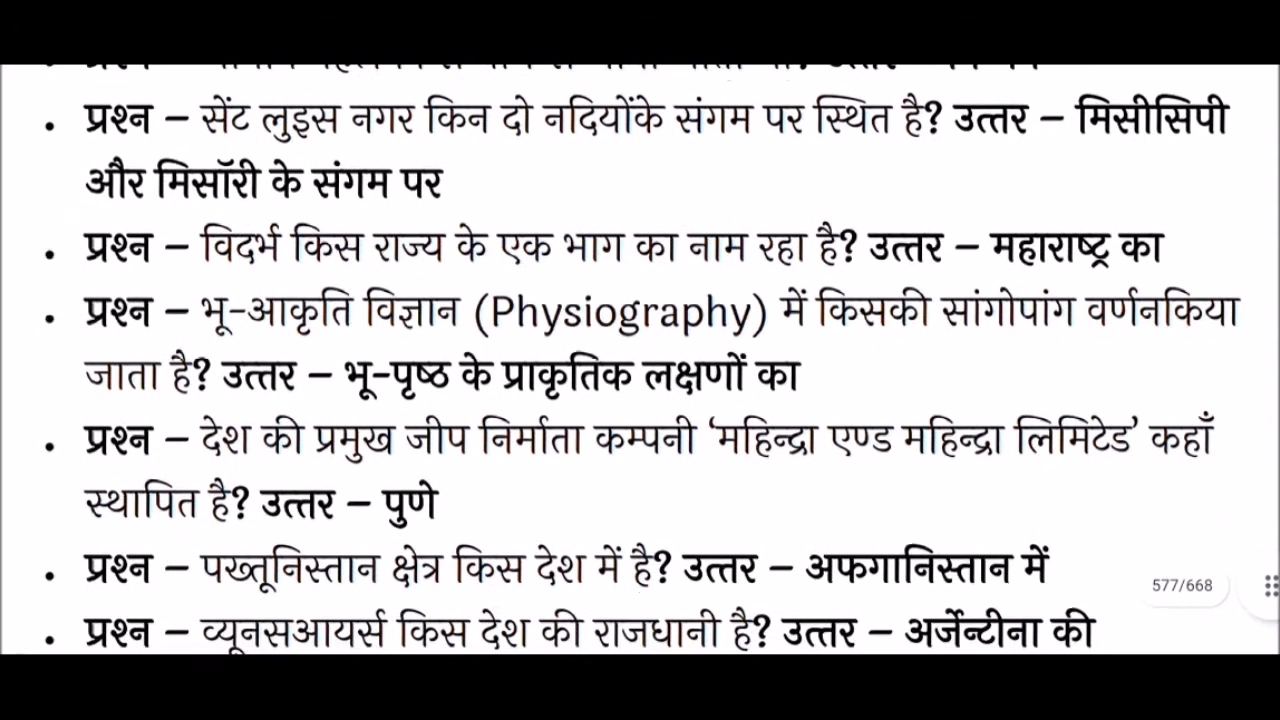 • प्रश्न – सेंट लुइस नगर किन दो नदियोंके संगम पर स्थित है? उत्तर – मिसीसिपी
और मिसॉरी के संगम पर
• प्रश्न – विदर्भ किस राज्य के एक भाग का नाम रहा है? उत्तर – महाराष्ट्र का
• प्रश्न – भू-आकृति विज्ञान (Physiography) में किसकी सांगोपांग वर्णनकिया
जाता है? उत्तर – भू-पृष्ठ के प्राकृतिक लक्षणों का
• प्रश्न – देश की प्रमुख जीप निर्माता कम्पनी ‘महिन्द्रा एण्ड महिन्द्रा लिमिटेड’ कहाँ
स्थापित है? उत्तर – पुणे
• प्रश्न – पख्तूनिस्तान क्षेत्र किस देश में है? उत्तर – अफगानिस्तान में
577/668
• प्रश्न – व्यूनसआयर्स किस देश की राजधानी है? उत्तर – अर्जेन्टीना की